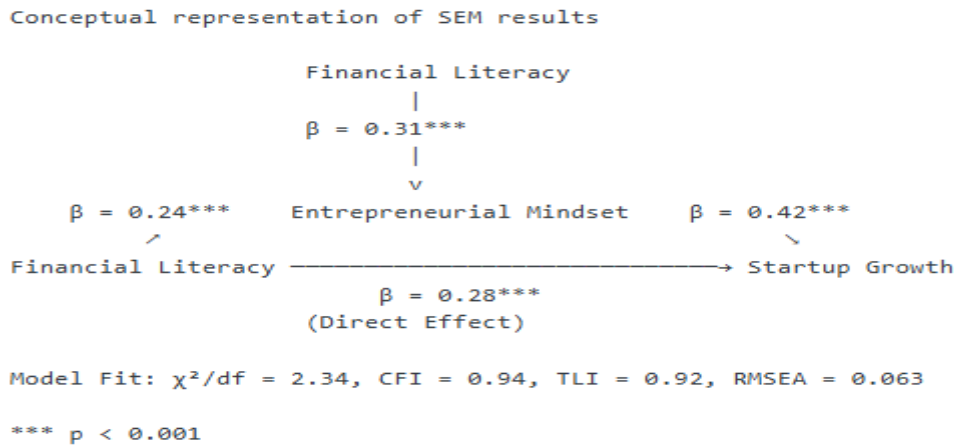 Conceptual representation of SEM results
Financial Literacy
|
β = 0.31***
|
v
β = 0.24*** Entrepreneurial Mindset β = 0.42***
↗ ↘
Financial Literacy ─────────────────────────────→ Startup Growth
β = 0.28***
(Direct Effect)
Model Fit: χ²/df = 2.34, CFI = 0.94, TLI = 0.92, RMSEA = 0.063
*** p < 0.001